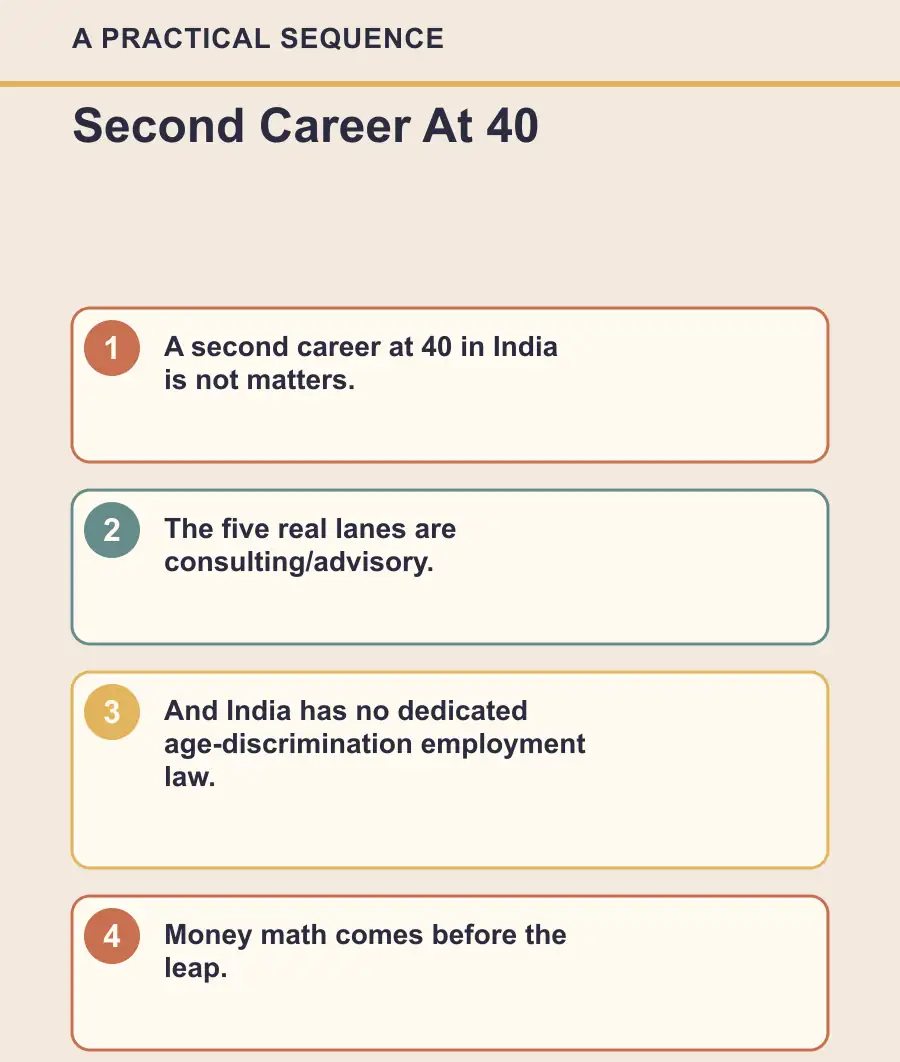 A PRACTICAL SEQUENCE
Second Career At 40
1
A second career at 40 in India
is not matters.
2
The five real lanes are
consulting/advisory.
3
And India has no dedicated
age-discrimination employment
law.
4
Money math comes before the
leap.